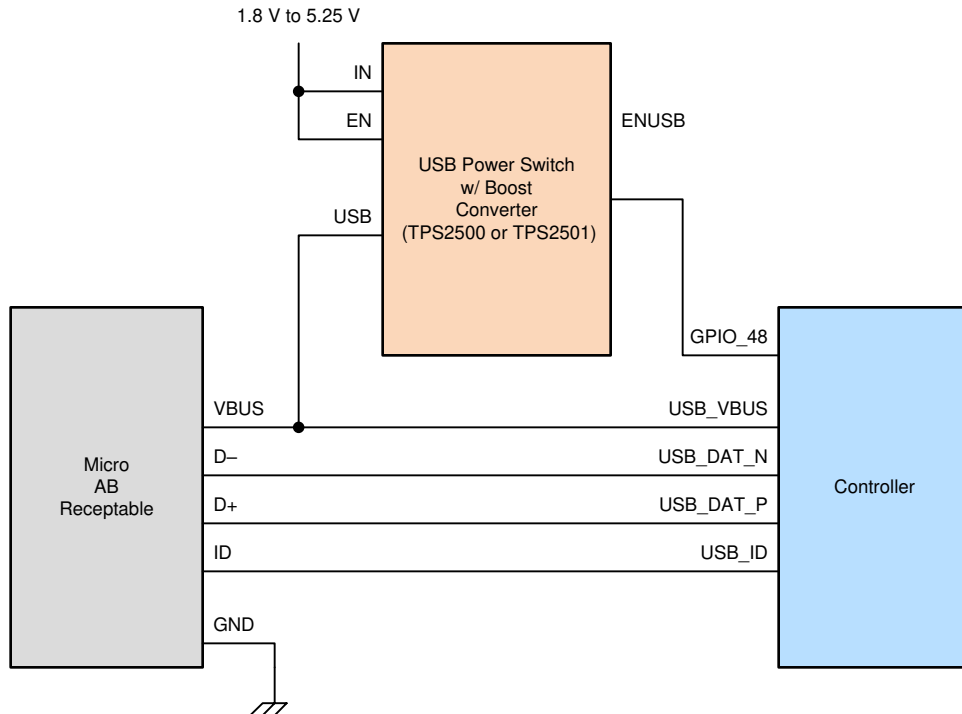 1.8 V to 5.25 V
IN
EN
ENUSB
USB Power Switch
w/ Boost
Converter
(TPS2500 or TPS2501)
USB
GPIO_48
VBUS
USB_VBUS
D–
USB_DAT_N
Micro
AB
Receptable
Controller
D+
USB_DAT_P
ID
USB_ID
GND